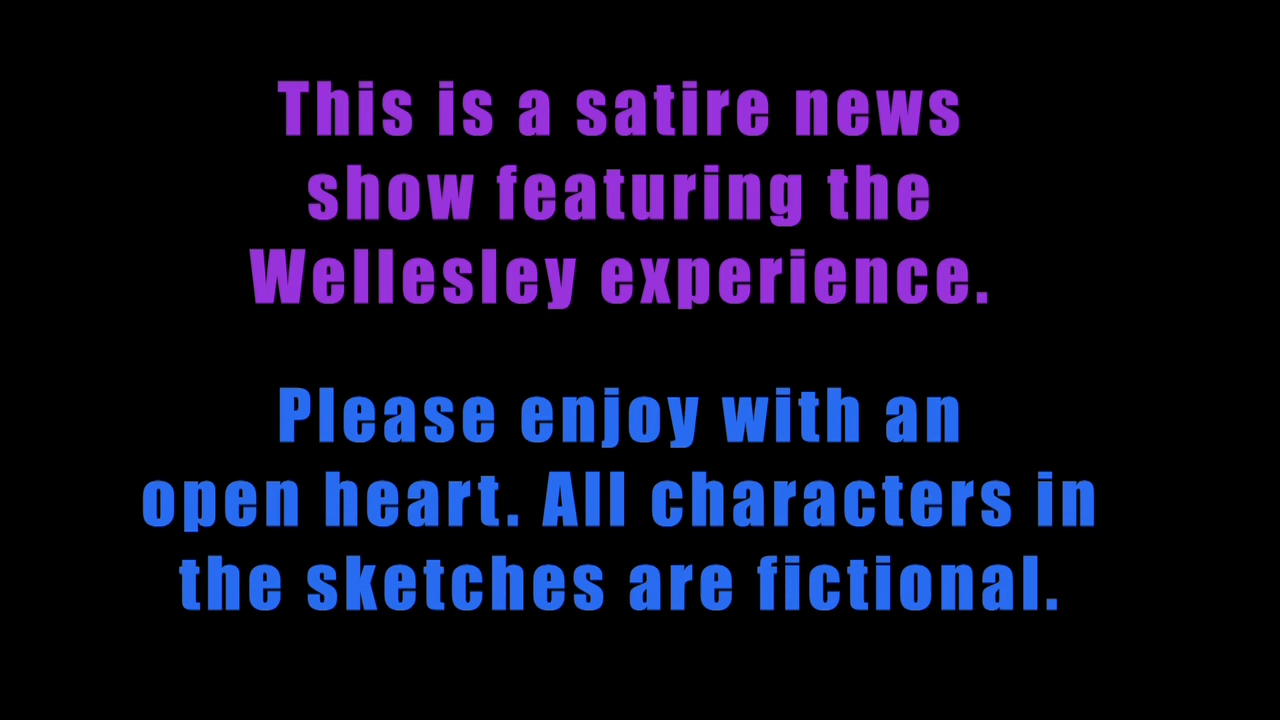 This is a satire news
show featuring the
Wellesley experience.
Please enjoy with an
open heart. All characters in
the sketches are fictional.